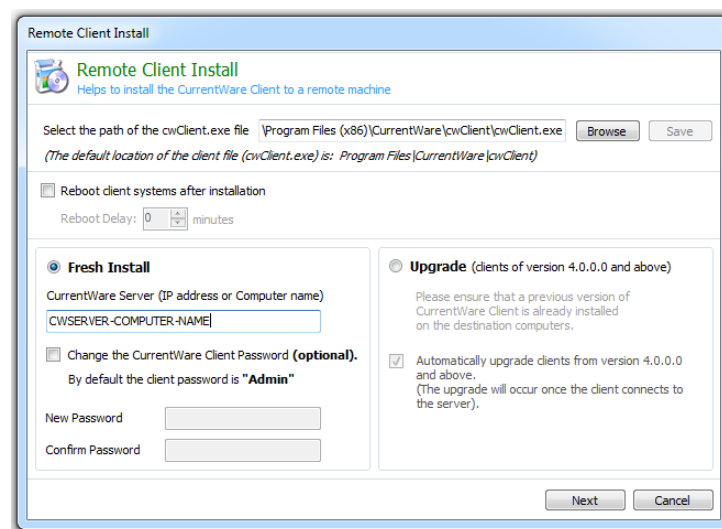 Remote Client Install
Remote Client Install
Helps to install the CurrentWare Client to a remote machine
Select the path of the cwClient.exe file \Program Files (x86)\CurrentWare\cwClient\cwClient.exe Browse Save
(The default location of the client file (cwClient.exe) is: Program Files\CurrentWare\cwClient)
Reboot client systems after installation
Reboot Delay: 0 minutes
Fresh Install
CurrentWare Server (IP address or Computer name)
CWSERVER-COMPUTER-NAME
Change the CurrentWare Client Password (optional).
By default the client password is "Admin"
New Password
Confirm Password
Upgrade (clients of version 4.0.0.0 and above)
Please ensure that a previous version of
CurrentWare Client is already installed
on the destination computers.
Automatically upgrade clients from version 4.0.0.0
and above.
(The upgrade will occur once the client connects to
the server).
Next Cancel